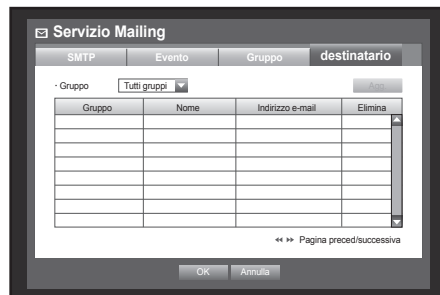 Servizio Mailing
SMTP Evento Gruppo destinatario
· Gruppo Tutti gruppi Agg.
Gruppo Nome Indirizzo e-mail Elimina
Pagina preced/successiva
OK Annulla